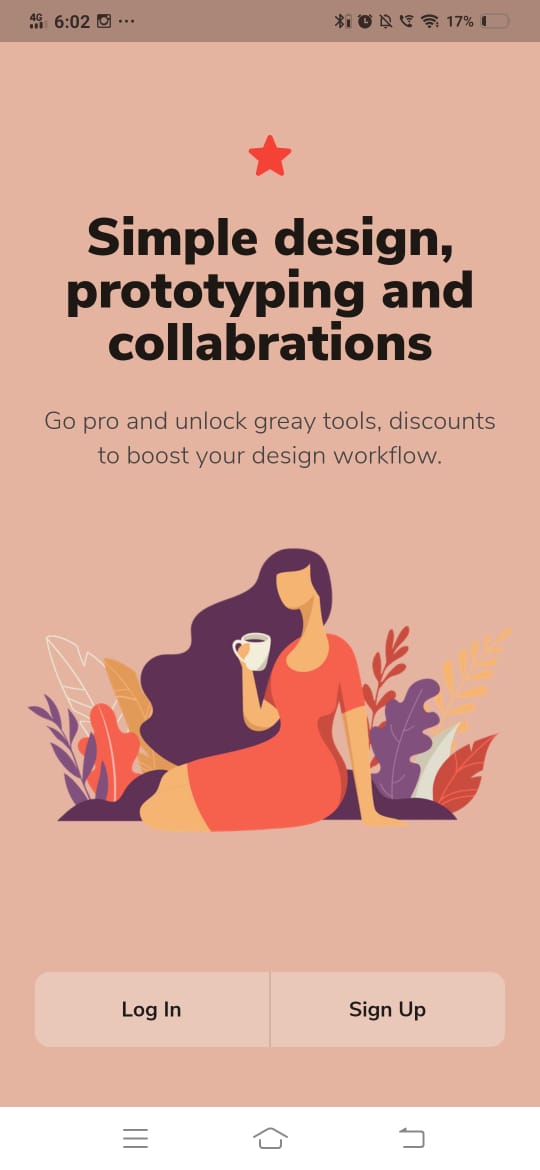 4G 6:02 17%
Simple design,
prototyping and
collabrations
Go pro and unlock greay tools, discounts
to boost your design workflow.
Log In Sign Up